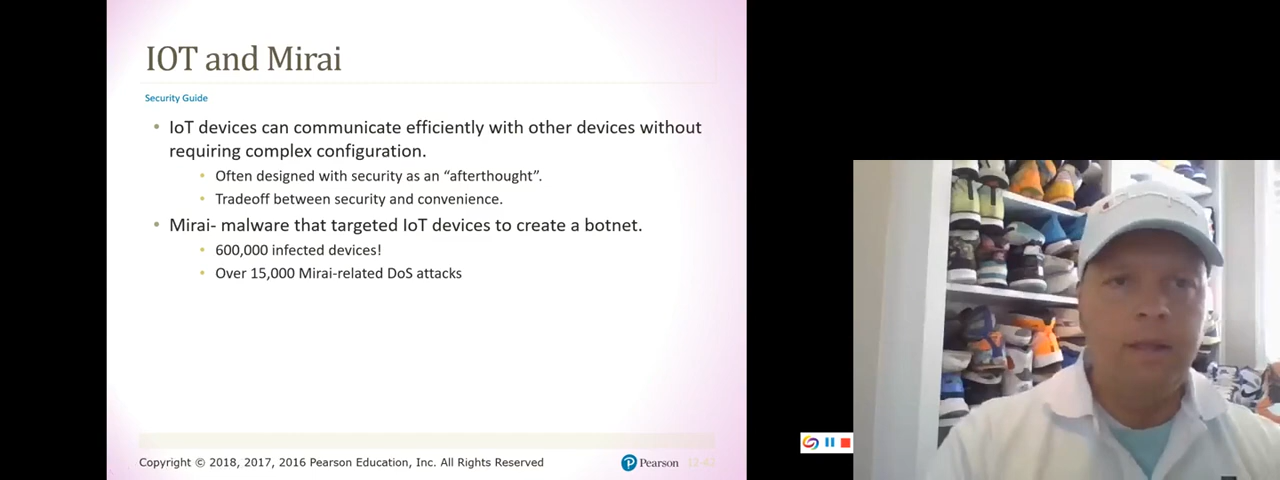 IOT and Mirai
Security Guide
• IoT devices can communicate efficiently with other devices without
requiring complex configuration.
• Often designed with security as an “afterthought”.
• Tradeoff between security and convenience.
• Mirai- malware that targeted IoT devices to create a botnet.
• 600,000 infected devices!
• Over 15,000 Mirai-related DoS attacks
Copyright © 2018, 2017, 2016 Pearson Education, Inc. All Rights Reserved
Pearson